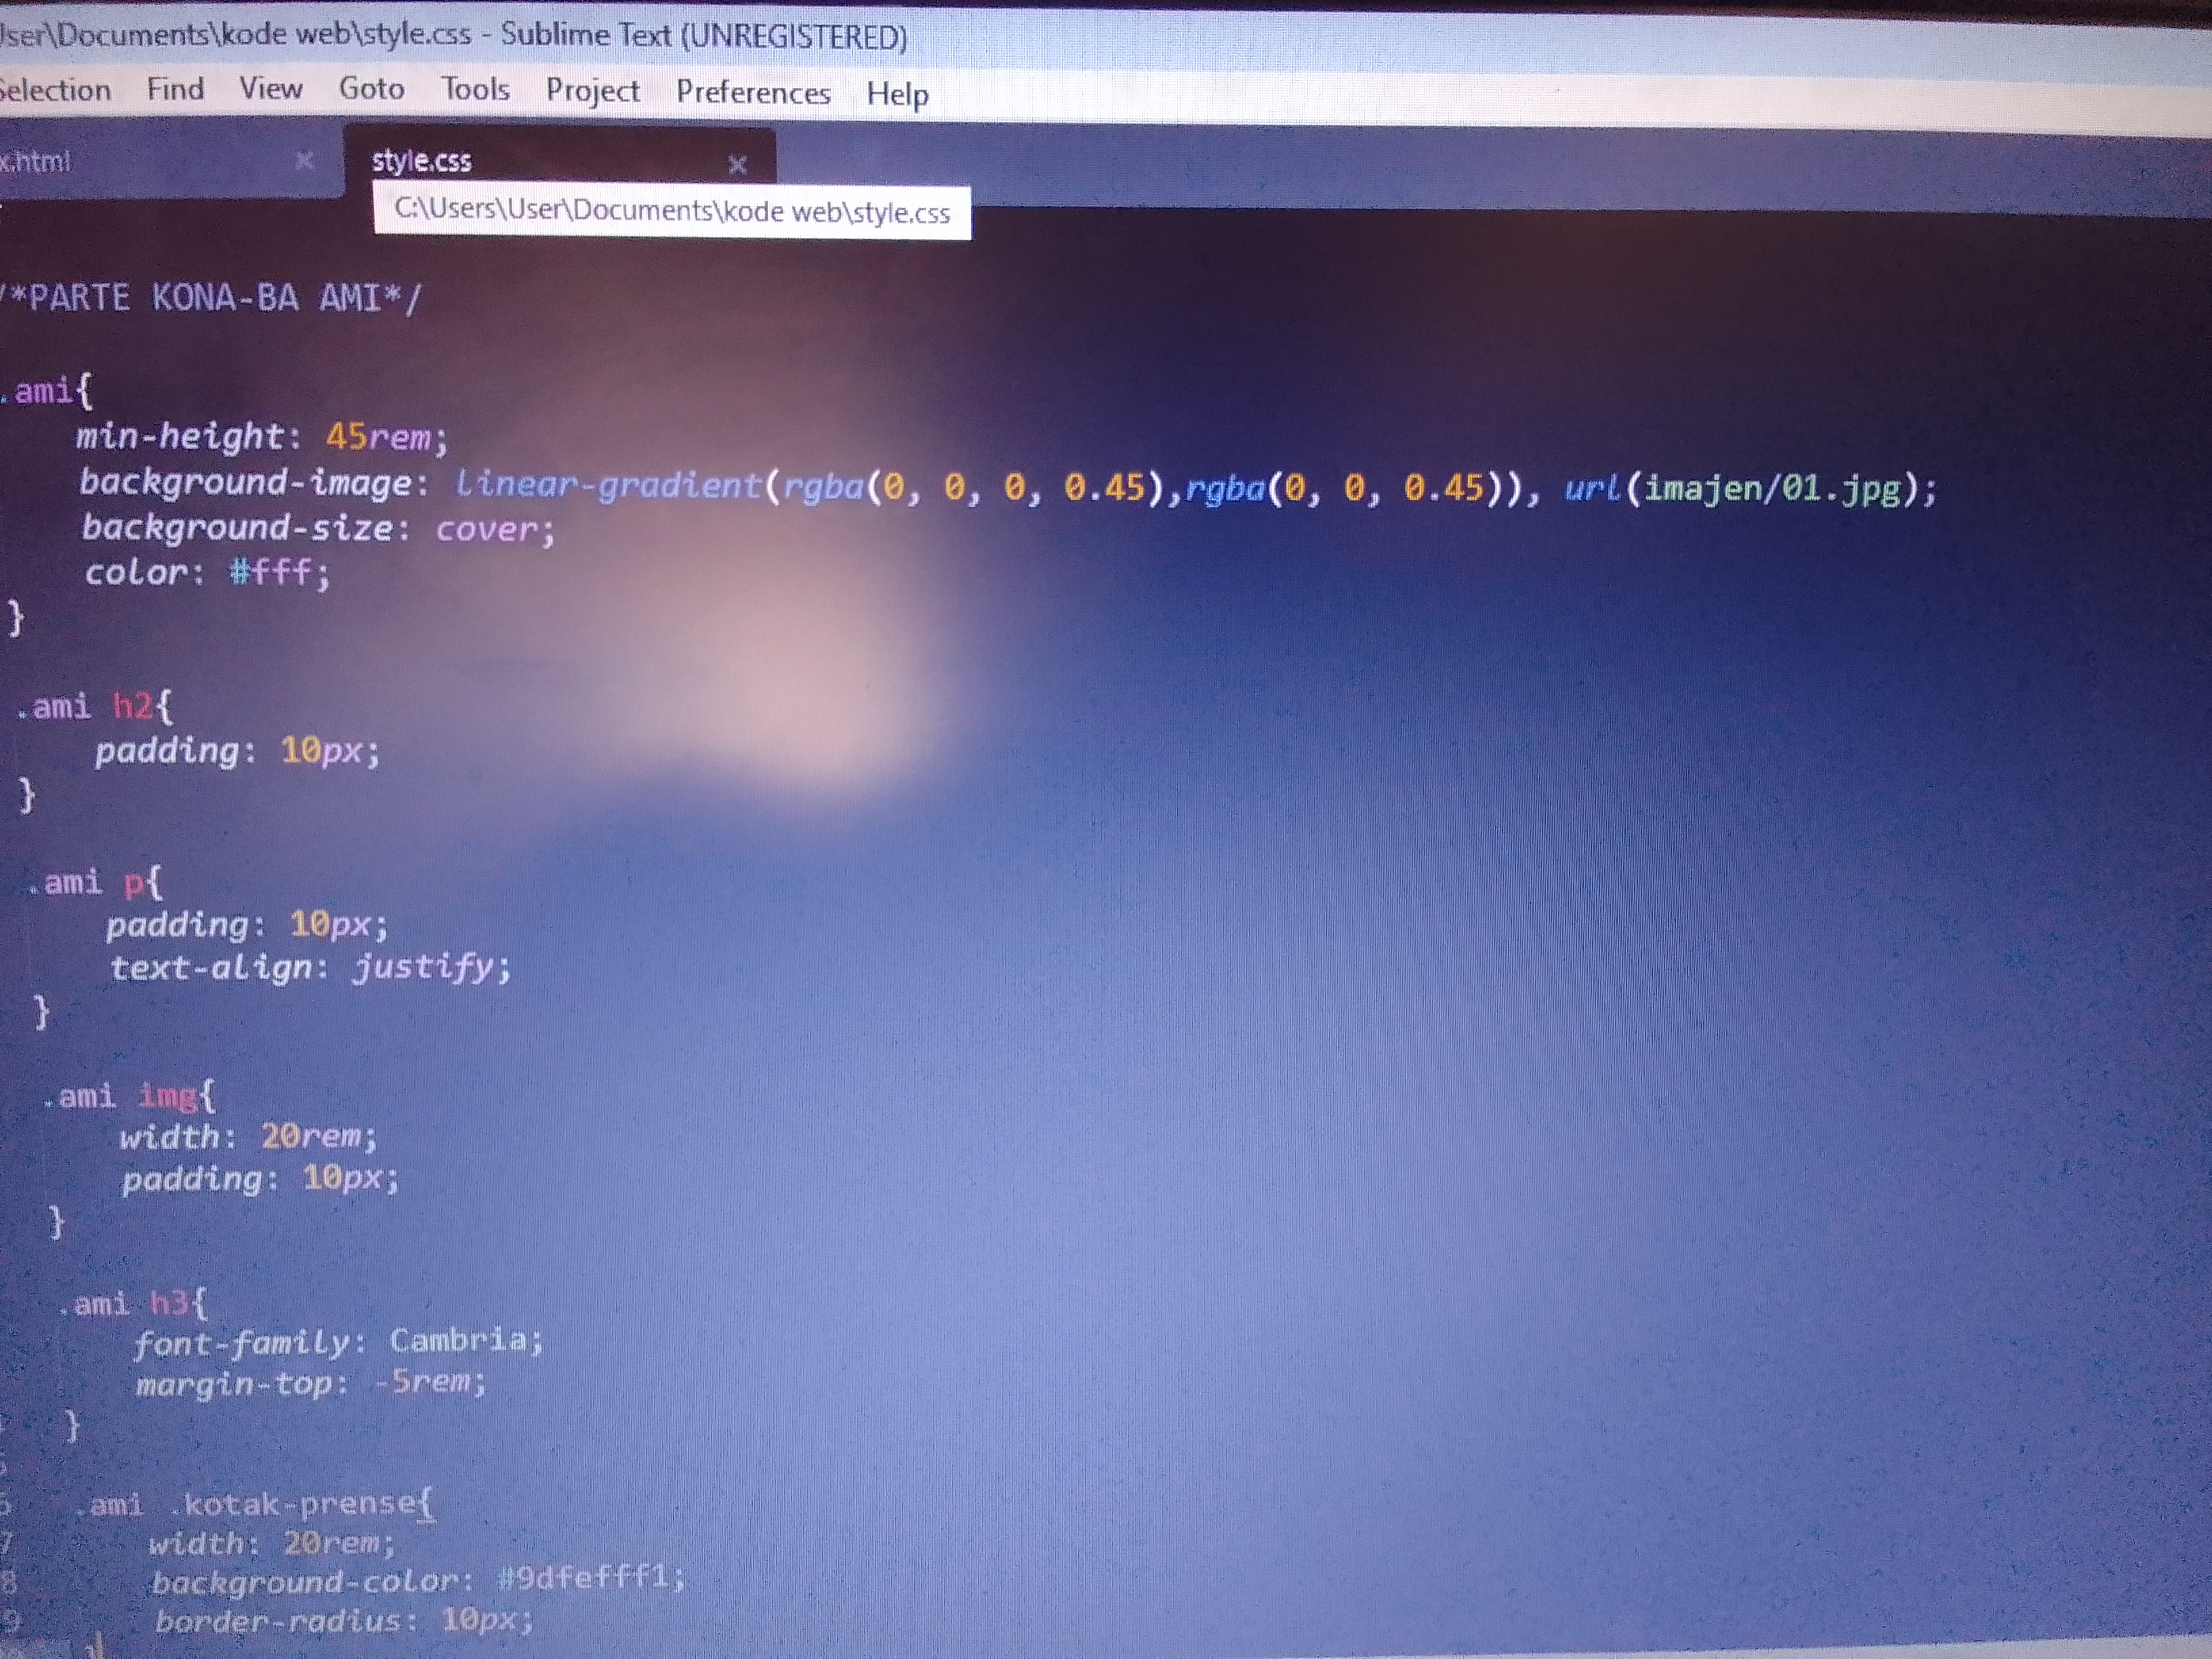 User\Documents\kode web\style.css - Sublime Text (UNREGISTERED)
Selection Find View Goto Tools Project Preferences Help
x.html × style.css ×
C:\Users\User\Documents\kode web\style.css
/*PARTE KONA-BA AMI*/
.ami{
min-height: 45rem;
background-image: linear-gradient(rgba(0, 0, 0, 0.45),rgba(0, 0, 0.45)), url(imajen/01.jpg);
background-size: cover;
color: #fff;
}
.ami h2{
padding: 10px;
}
.ami p{
padding: 10px;
text-align: justify;
}
.ami img{
width: 20rem;
padding: 10px;
}
.ami h3{
font-family: Cambria;
margin-top: -5rem;
}
.ami .kotak-prense{
7 width: 20rem;
8 background-color: #9dfefff1;
9 border-radius: 10px;